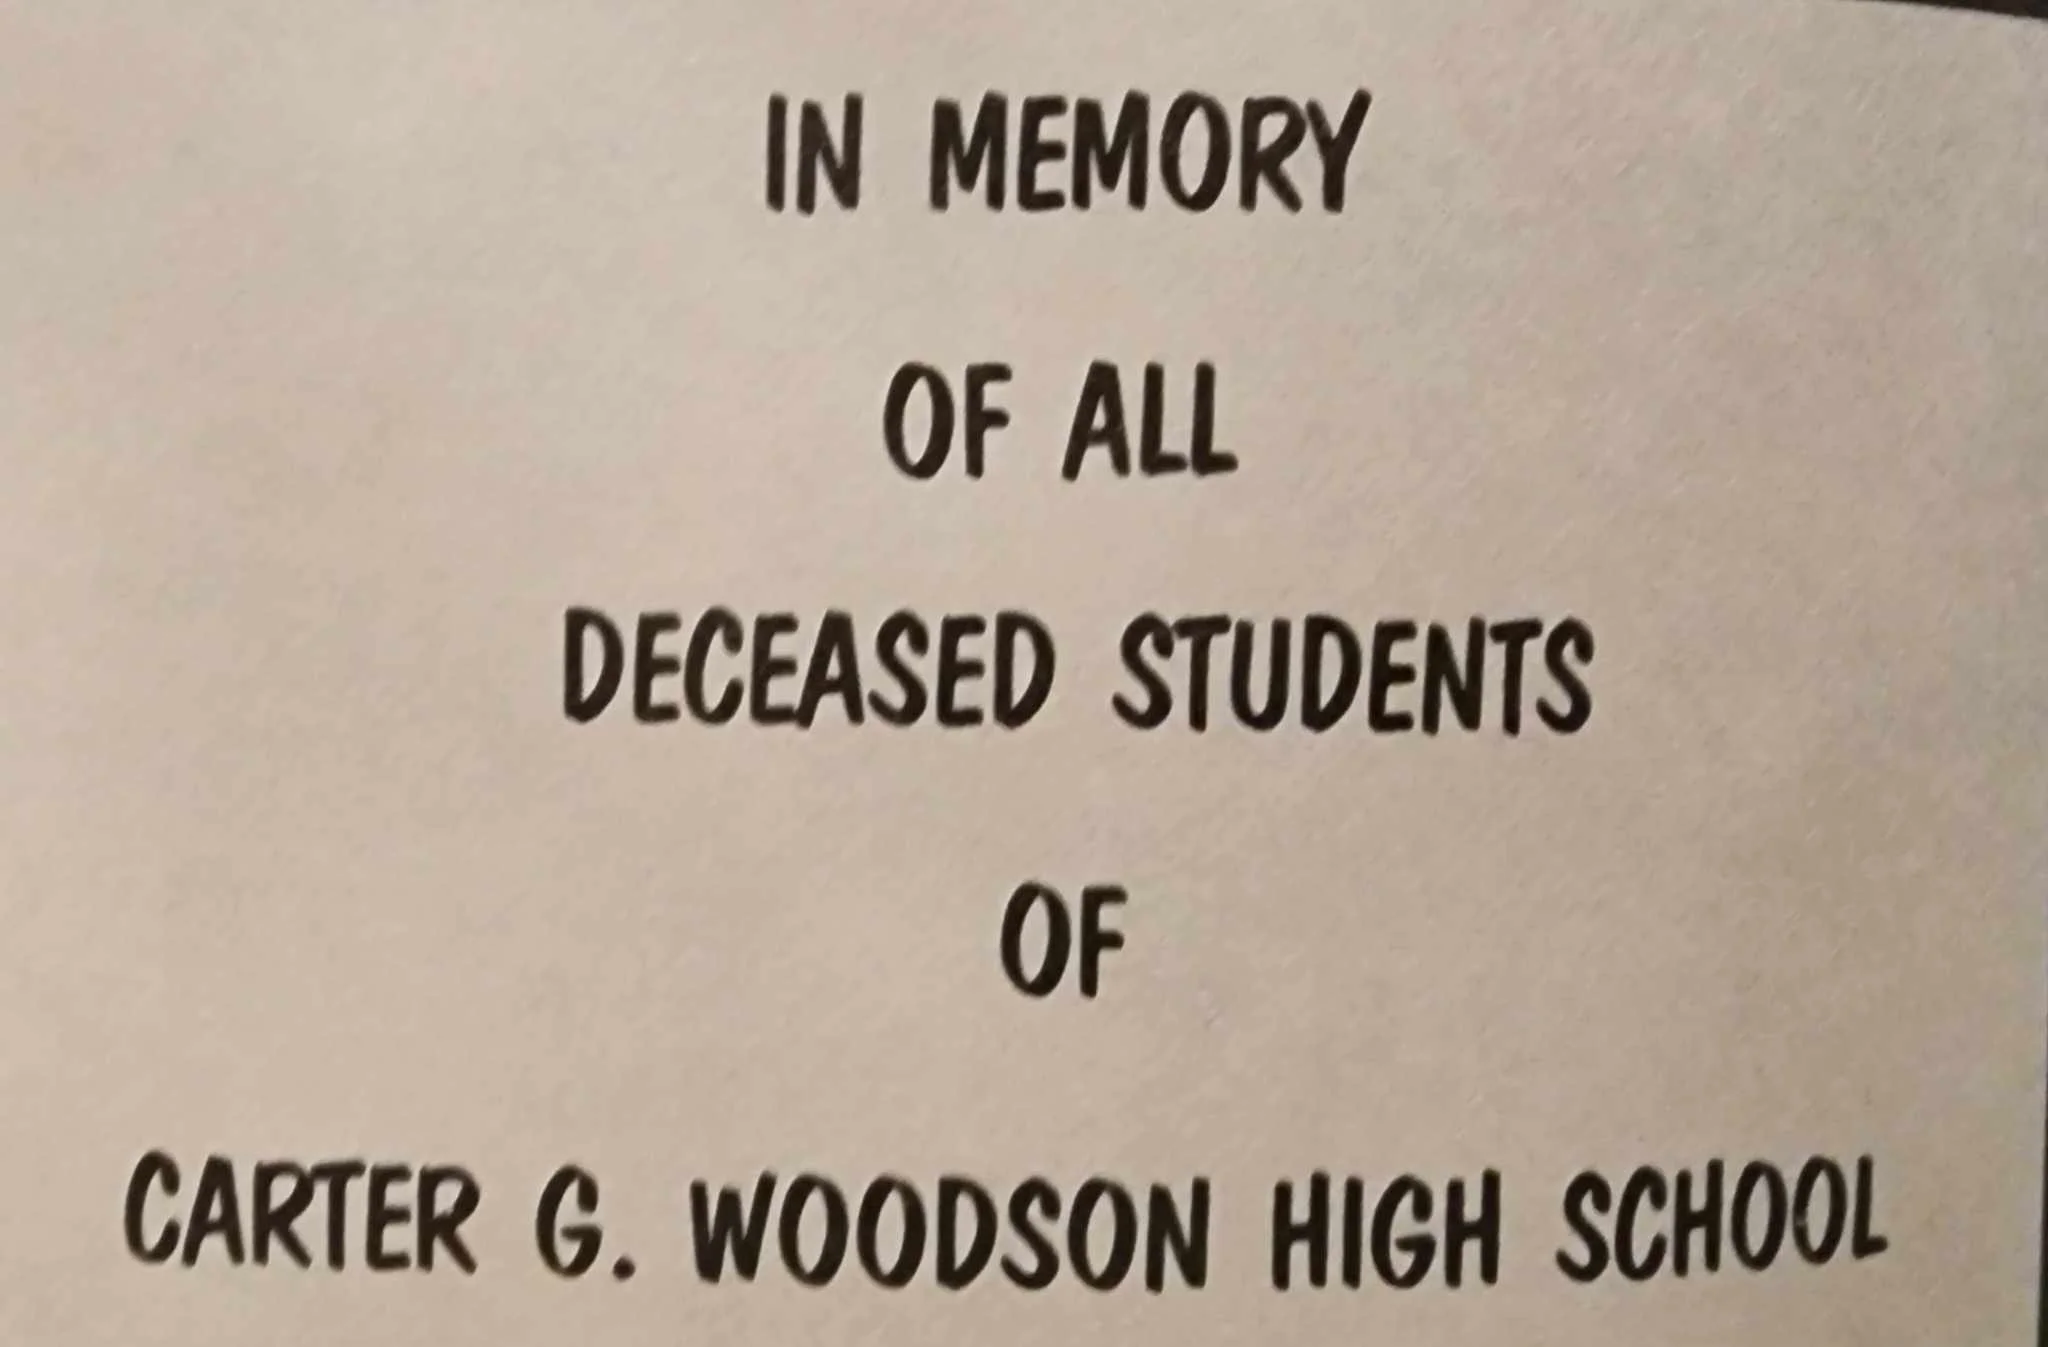 IN MEMORY
OF ALL
DECEASED STUDENTS
OF
CARTER G. WOODSON HIGH SCHOOL